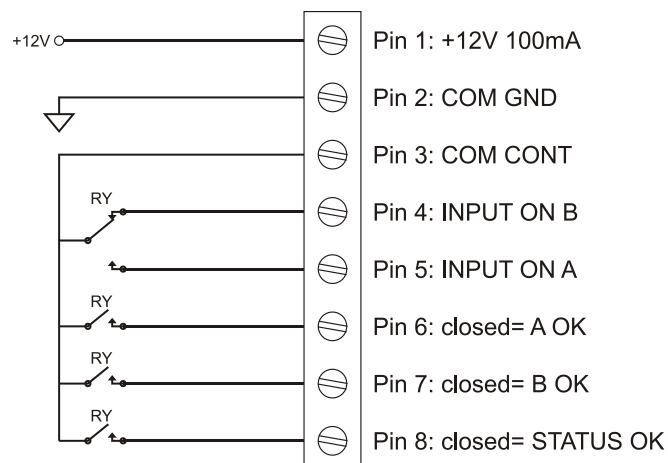 +12V
Pin 1: +12V 100mA
Pin 2: COM GND
Pin 3: COM CONT
RY
Pin 4: INPUT ON B
Pin 5: INPUT ON A
RY
Pin 6: closed= A OK
RY
Pin 7: closed= B OK
RY
Pin 8: closed= STATUS OK